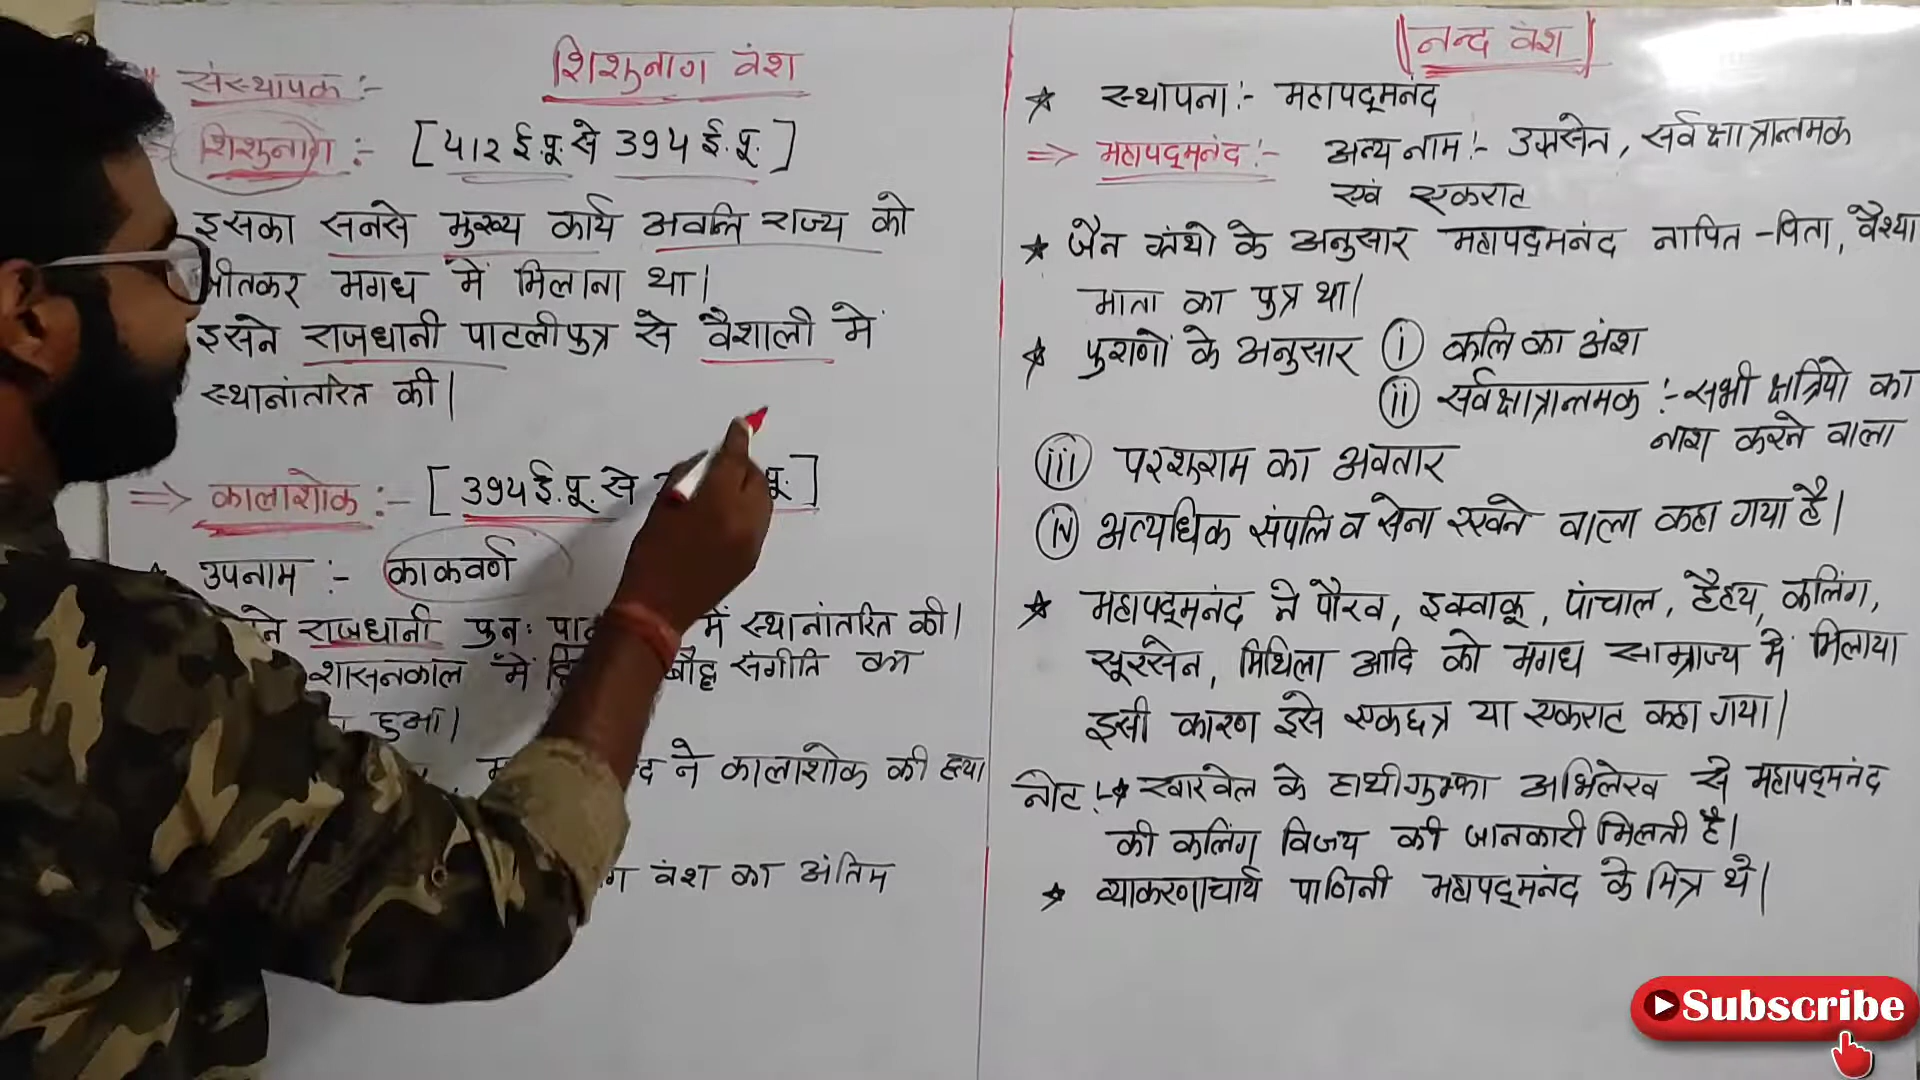 शिशुनाग वंश
संस्थापक :-
शिशुनाग :- [412 ई.पू. से 394 ई.पू.]
इसका सबसे मुख्य कार्य अवन्ति राज्य को
जीतकर मगध में मिलाना था।
इसने राजधानी पाटलीपुत्र से वैशाली में
स्थानांतरित की।
=> कालाशोक :- [394 ई.पू. से पू.]
उपनाम :- काकवर्ण
राजधानी पुनः में स्थानांतरित की।
शासनकाल में बौद्ध संगीति का
हुआ।
ने कालाशोक की हत्या
वंश का अंतिम
नन्द वंश
★ स्थापना :- महापद्मनंद
=> महापद्मनंद :- अन्य नाम :- उग्रसेन, सर्वक्षात्रान्तमक
एवं एकराट
★ जैन ग्रंथो के अनुसार महापद्मनंद नापित - पिता, वैश्या
माता का पुत्र था।
★ पुराणों के अनुसार (i) कलि का अंश
(ii) सर्वक्षात्रान्तमक :- सभी क्षत्रियो का
नाश करने वाला
(iii) परशुराम का अवतार
(iv) अत्यधिक संपत्ति व सेना रखने वाला कहा गया है।
★ महापद्मनंद ने पौरव, इक्वाकू, पांचाल, हैहय, कलिंग,
सूरसेन, मिथिला आदि को मगध साम्राज्य में मिलाया
इसी कारण इसे एकछत्र या एकराट कहा गया।
नोट :-★ खारवेल के हाथीगुम्फा अभिलेख से महापद्मनंद
की कलिंग विजय की जानकारी मिलती है।
★ व्याकरणाचार्य पाणिनी महापद्मनंद के मित्र थे।
Subscribe